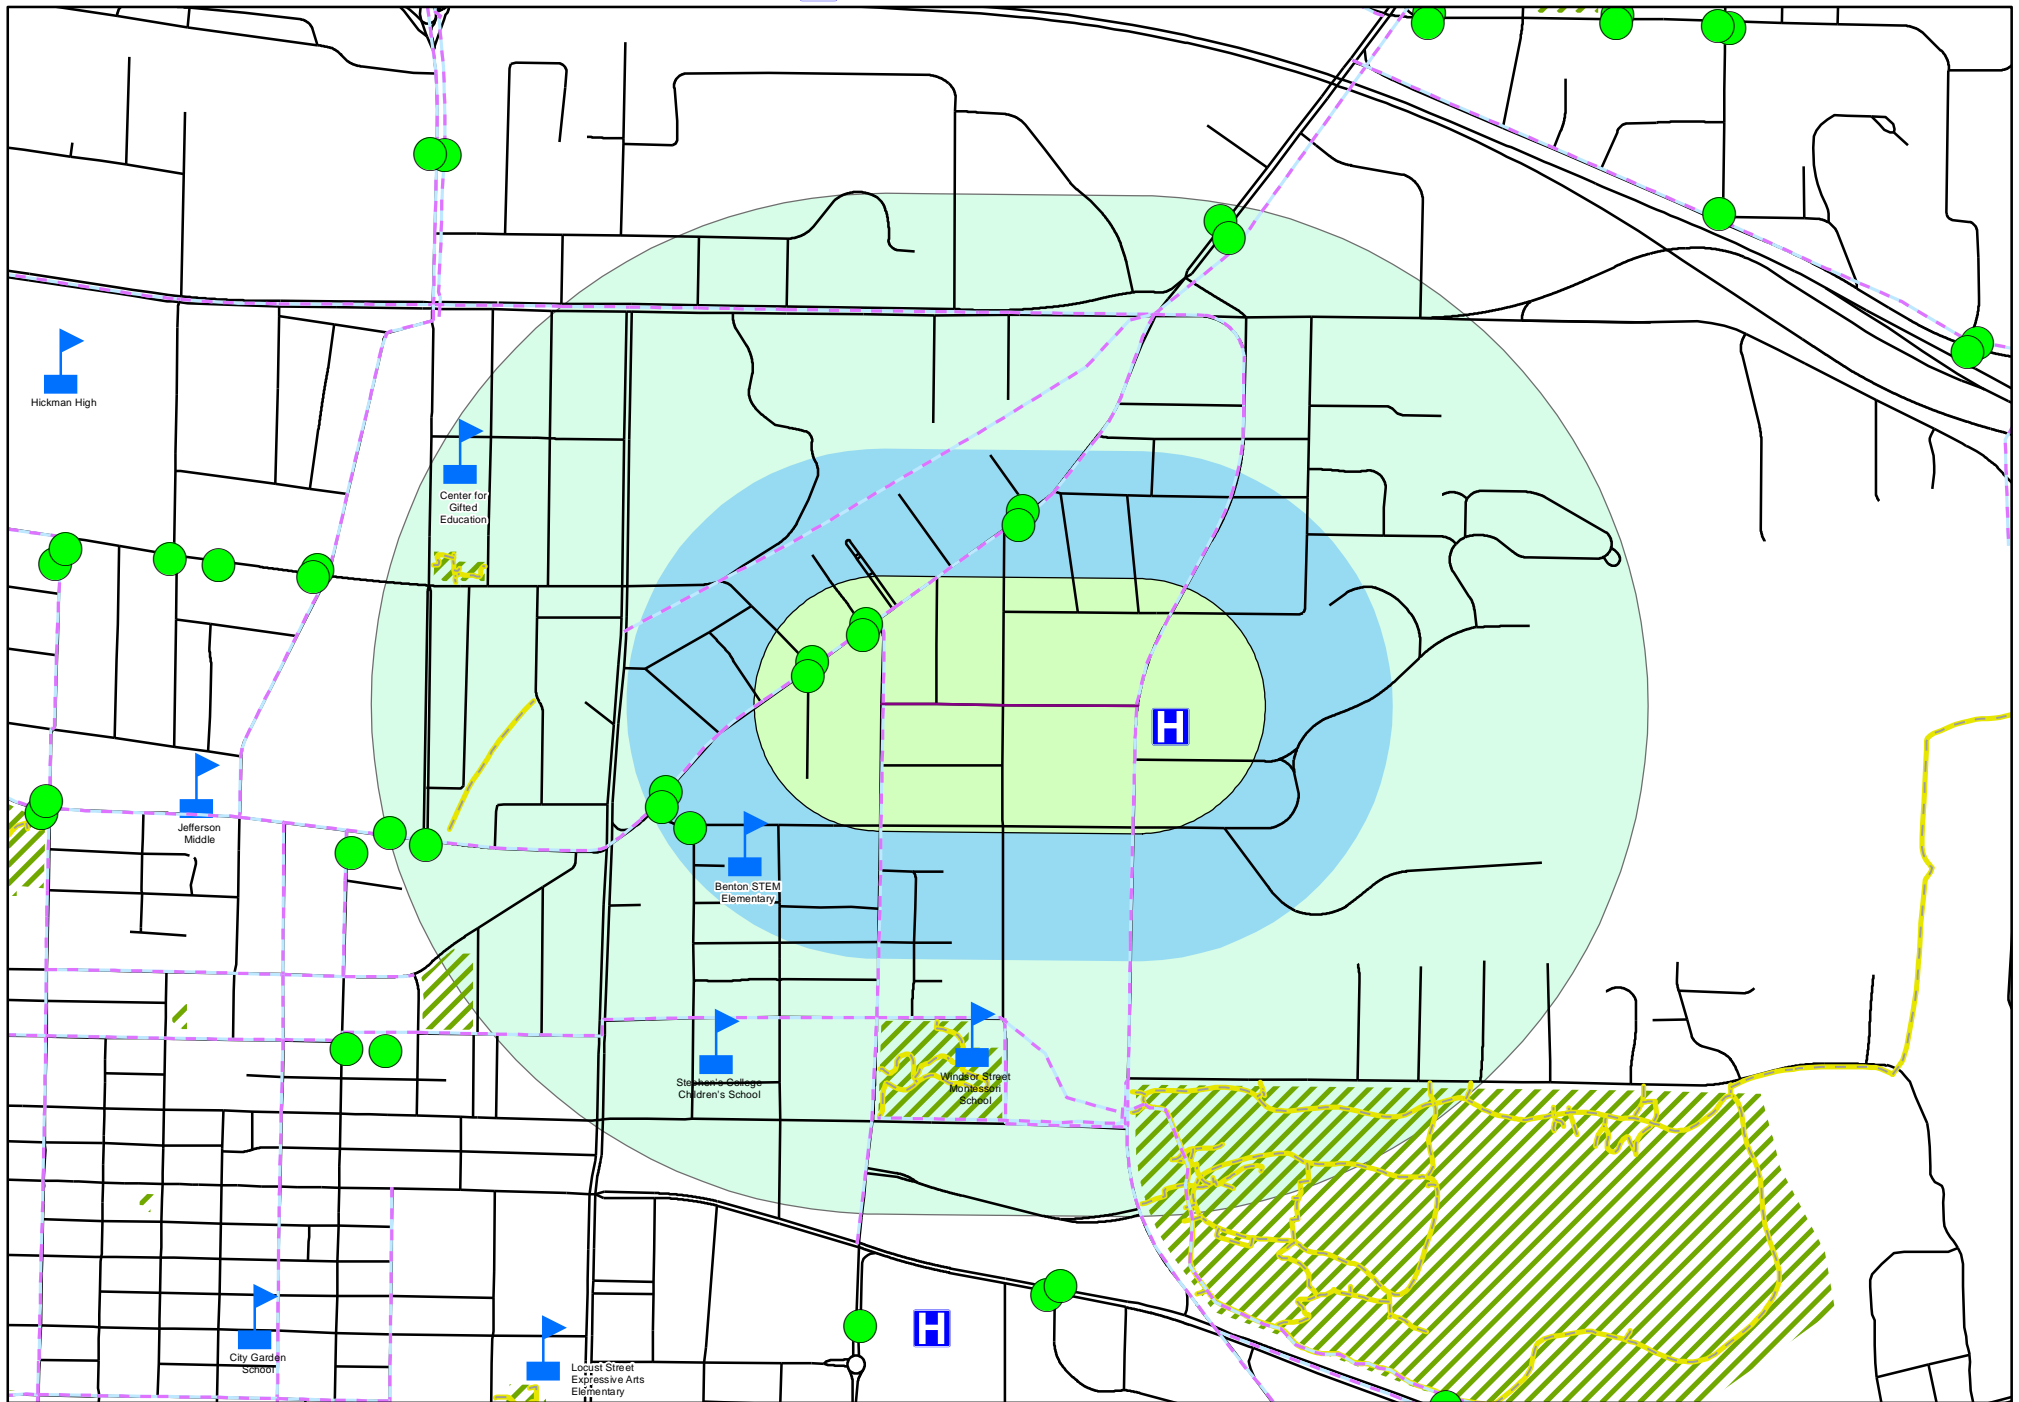 Hickman High
Center for
Gifted
Education
H
Jefferson
Middle
Benton STEM
Elementary
Stephen's College
Children's School
Windsor Street
Montessori
School
H
City Garden
School
Locust Street
Expressive Arts
Elementary